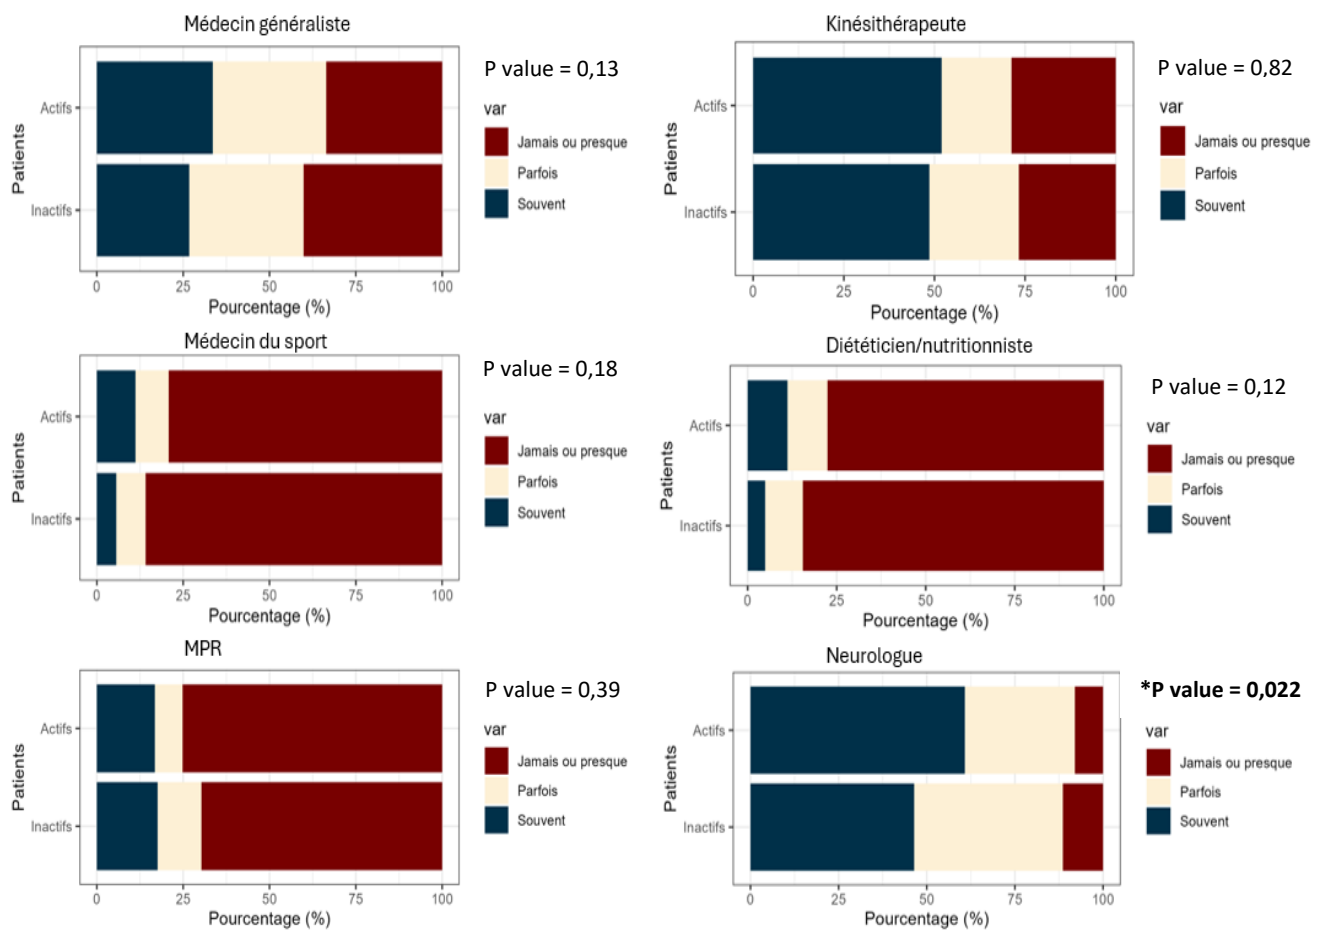 Médecin généraliste
P value = 0,13
var
Jamais ou presque
Parfois
Souvent
Patients
Actifs
Inactifs
0 25 50 75 100
Pourcentage (%)
Kinésithérapeute
P value = 0,82
var
Jamais ou presque
Parfois
Souvent
Patients
Actifs
Inactifs
0 25 50 75 100
Pourcentage (%)
Médecin du sport
P value = 0,18
var
Jamais ou presque
Parfois
Souvent
Patients
Actifs
Inactifs
0 25 50 75 100
Pourcentage (%)
Diététicien/nutritionniste
P value = 0,12
var
Jamais ou presque
Parfois
Souvent
Patients
Actifs
Inactifs
0 25 50 75 100
Pourcentage (%)
MPR
P value = 0,39
var
Jamais ou presque
Parfois
Souvent
Patients
Actifs
Inactifs
0 25 50 75 100
Pourcentage (%)
Neurologue
*P value = 0,022
var
Jamais ou presque
Parfois
Souvent
Patients
Actifs
Inactifs
0 25 50 75 100
Pourcentage (%)